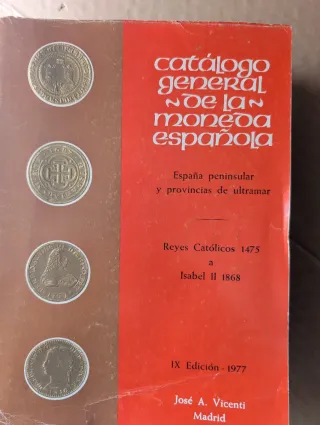 catálogo
general
~de la~
moneda
española
España peninsular
y provincias de ultramar
Reyes Católicos 1475
a
Isabel II 1868
IX Edición - 1977
José A. Vicenti
Madrid